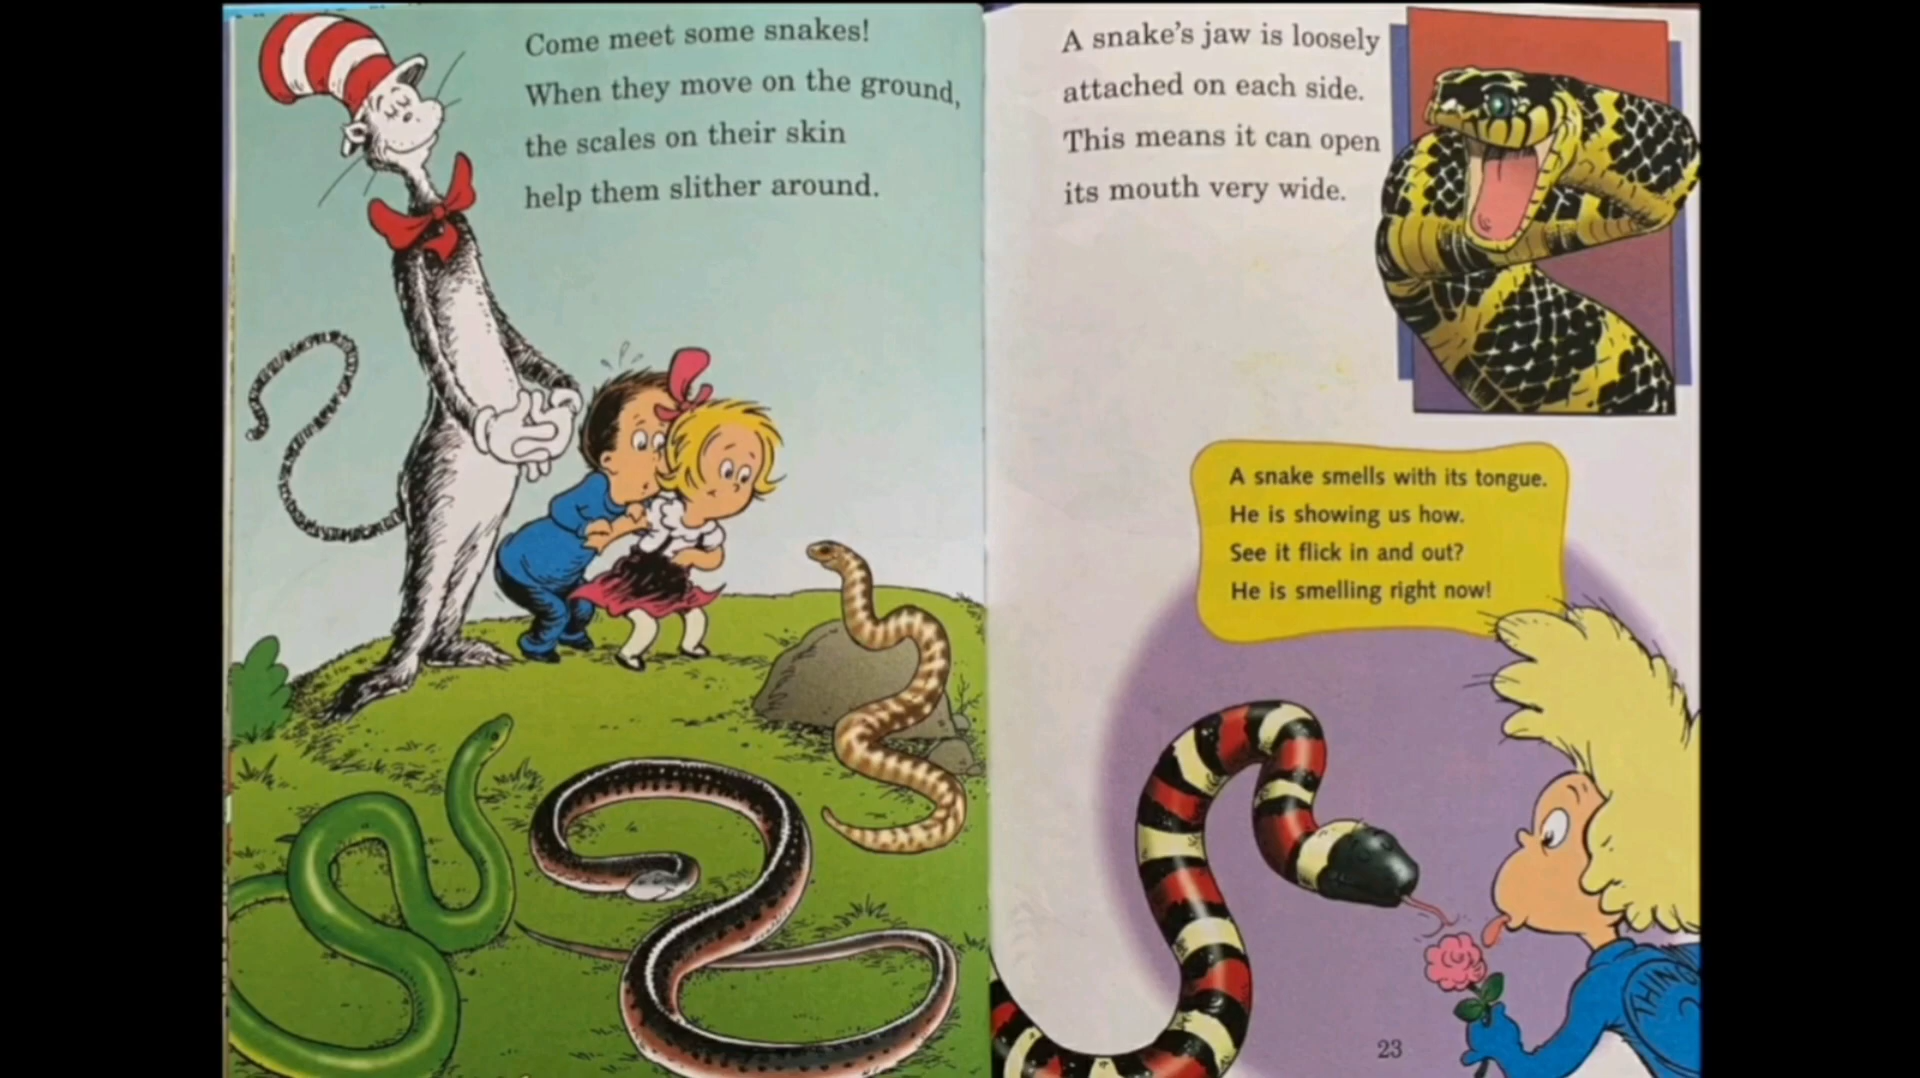 Come meet some snakes!
When they move on the ground,
the scales on their skin
help them slither around.
A snake's jaw is loosely
attached on each side.
This means it can open
its mouth very wide.
A snake smells with its tongue.
He is showing us how.
See it flick in and out?
He is smelling right now!
THING
23